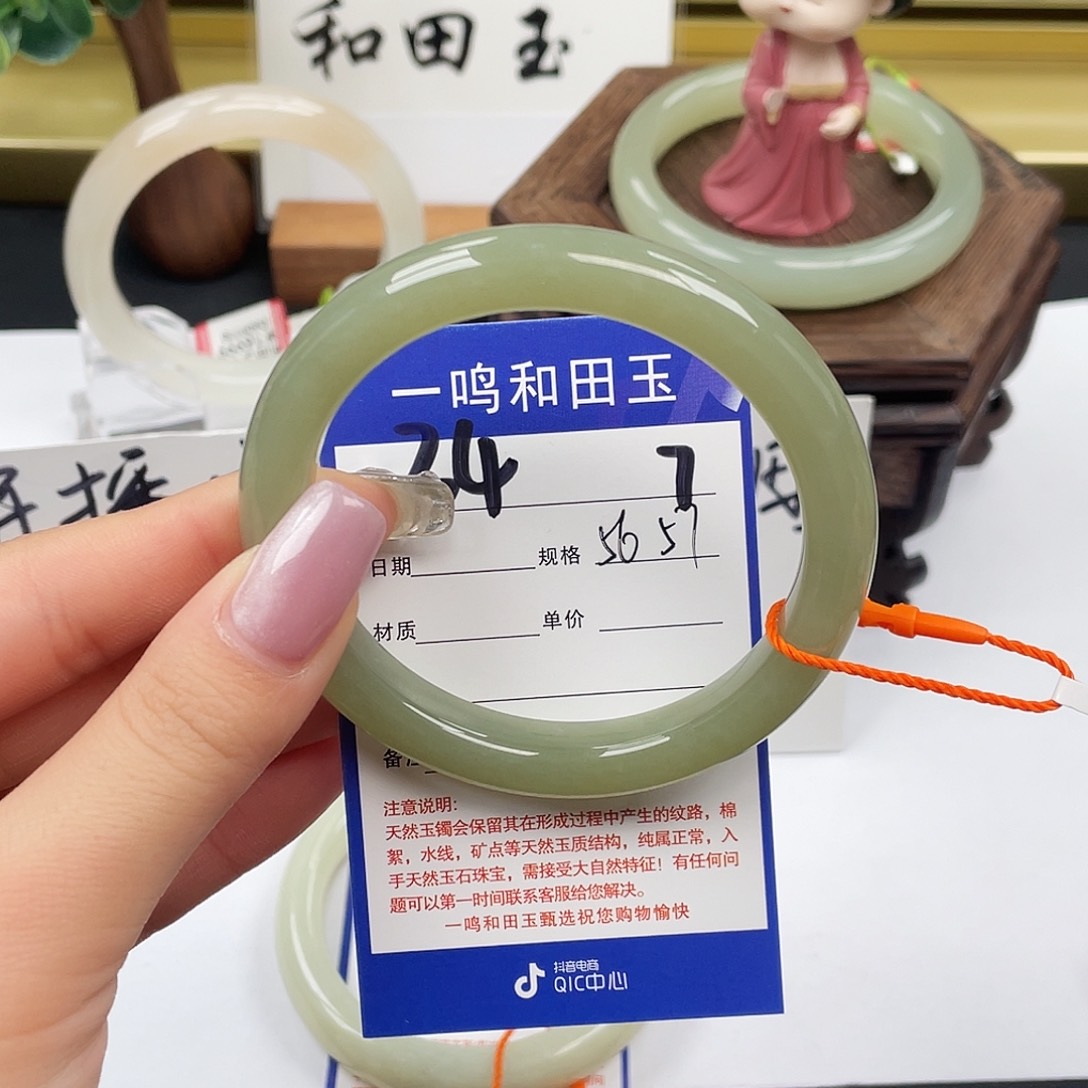 和田玉
一鸣和田玉
24 7
日期 规格 56 57
材质 单价
备注
注意说明:
天然玉镯会保留其在形成过程中产生的纹路，棉
絮，水线，矿点等天然玉质结构，纯属正常，入
手天然玉石珠宝，需接受大自然特征！有任何问
题可以第一时间联系客服给您解决。
一鸣和田玉甄选祝您购物愉快
抖音电商
QIC中心